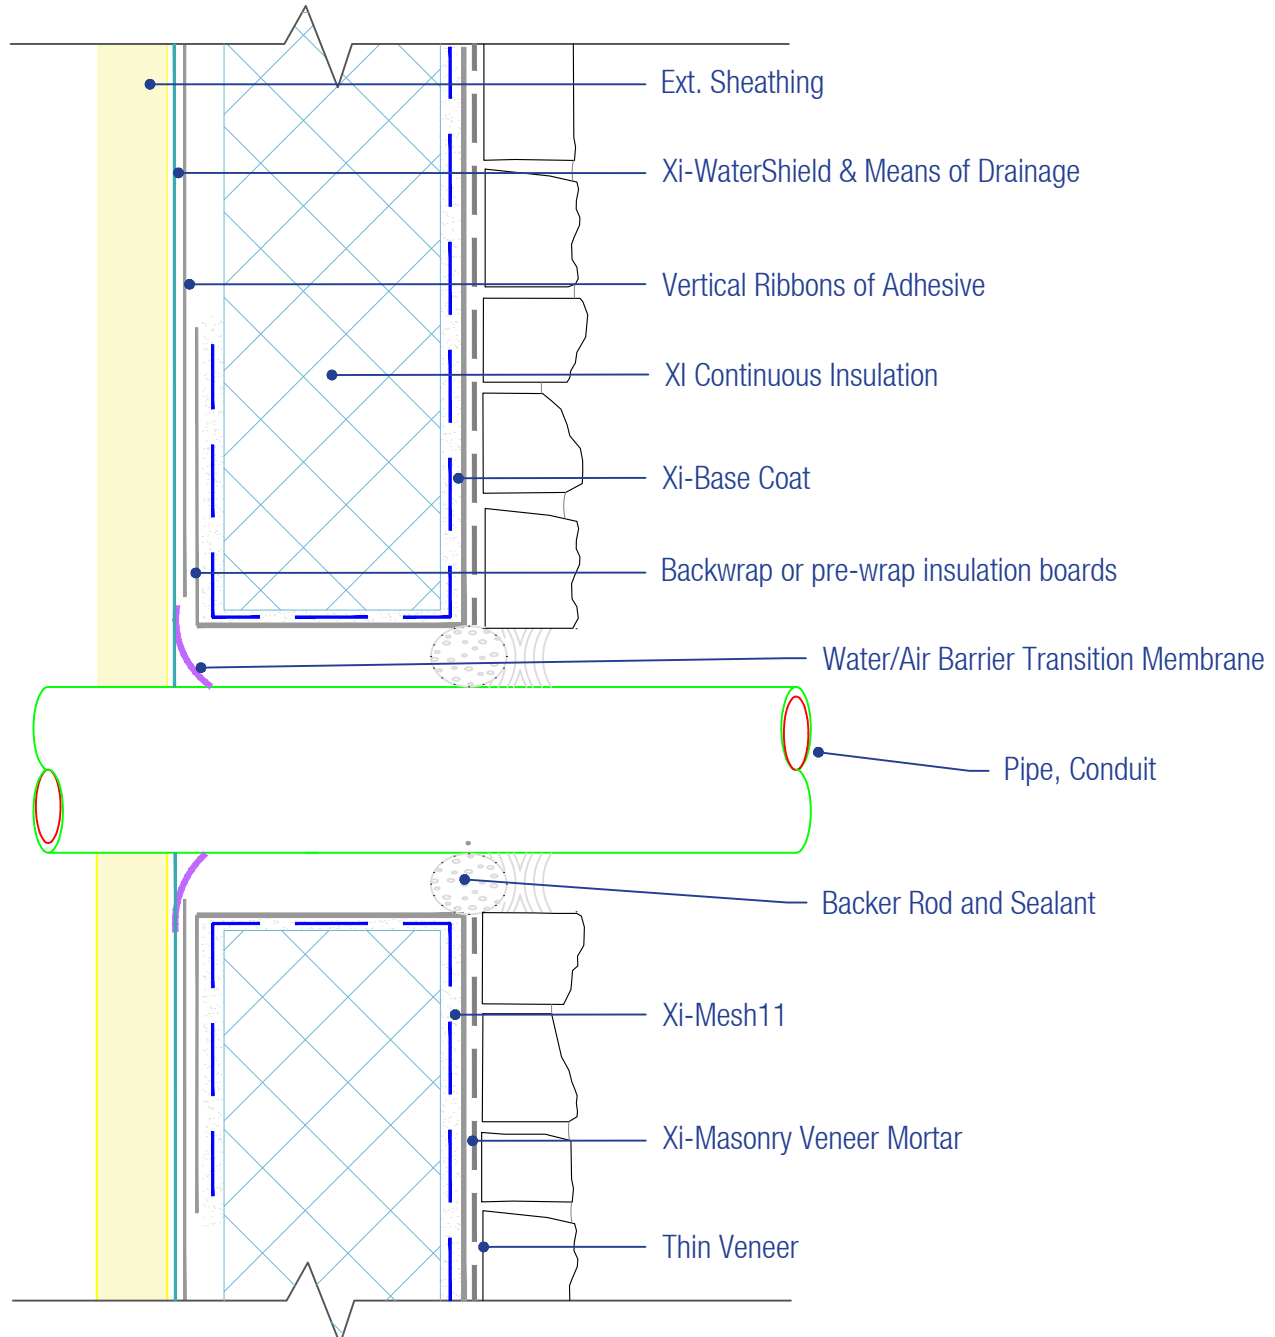 Ext. Sheathing
Xi-WaterShield & Means of Drainage
Vertical Ribbons of Adhesive
XI Continuous Insulation
Xi-Base Coat
Backwrap or pre-wrap insulation boards
Water/Air Barrier Transition Membrane
Pipe, Conduit
Backer Rod and Sealant
Xi-Mesh11
Xi-Masonry Veneer Mortar
Thin Veneer